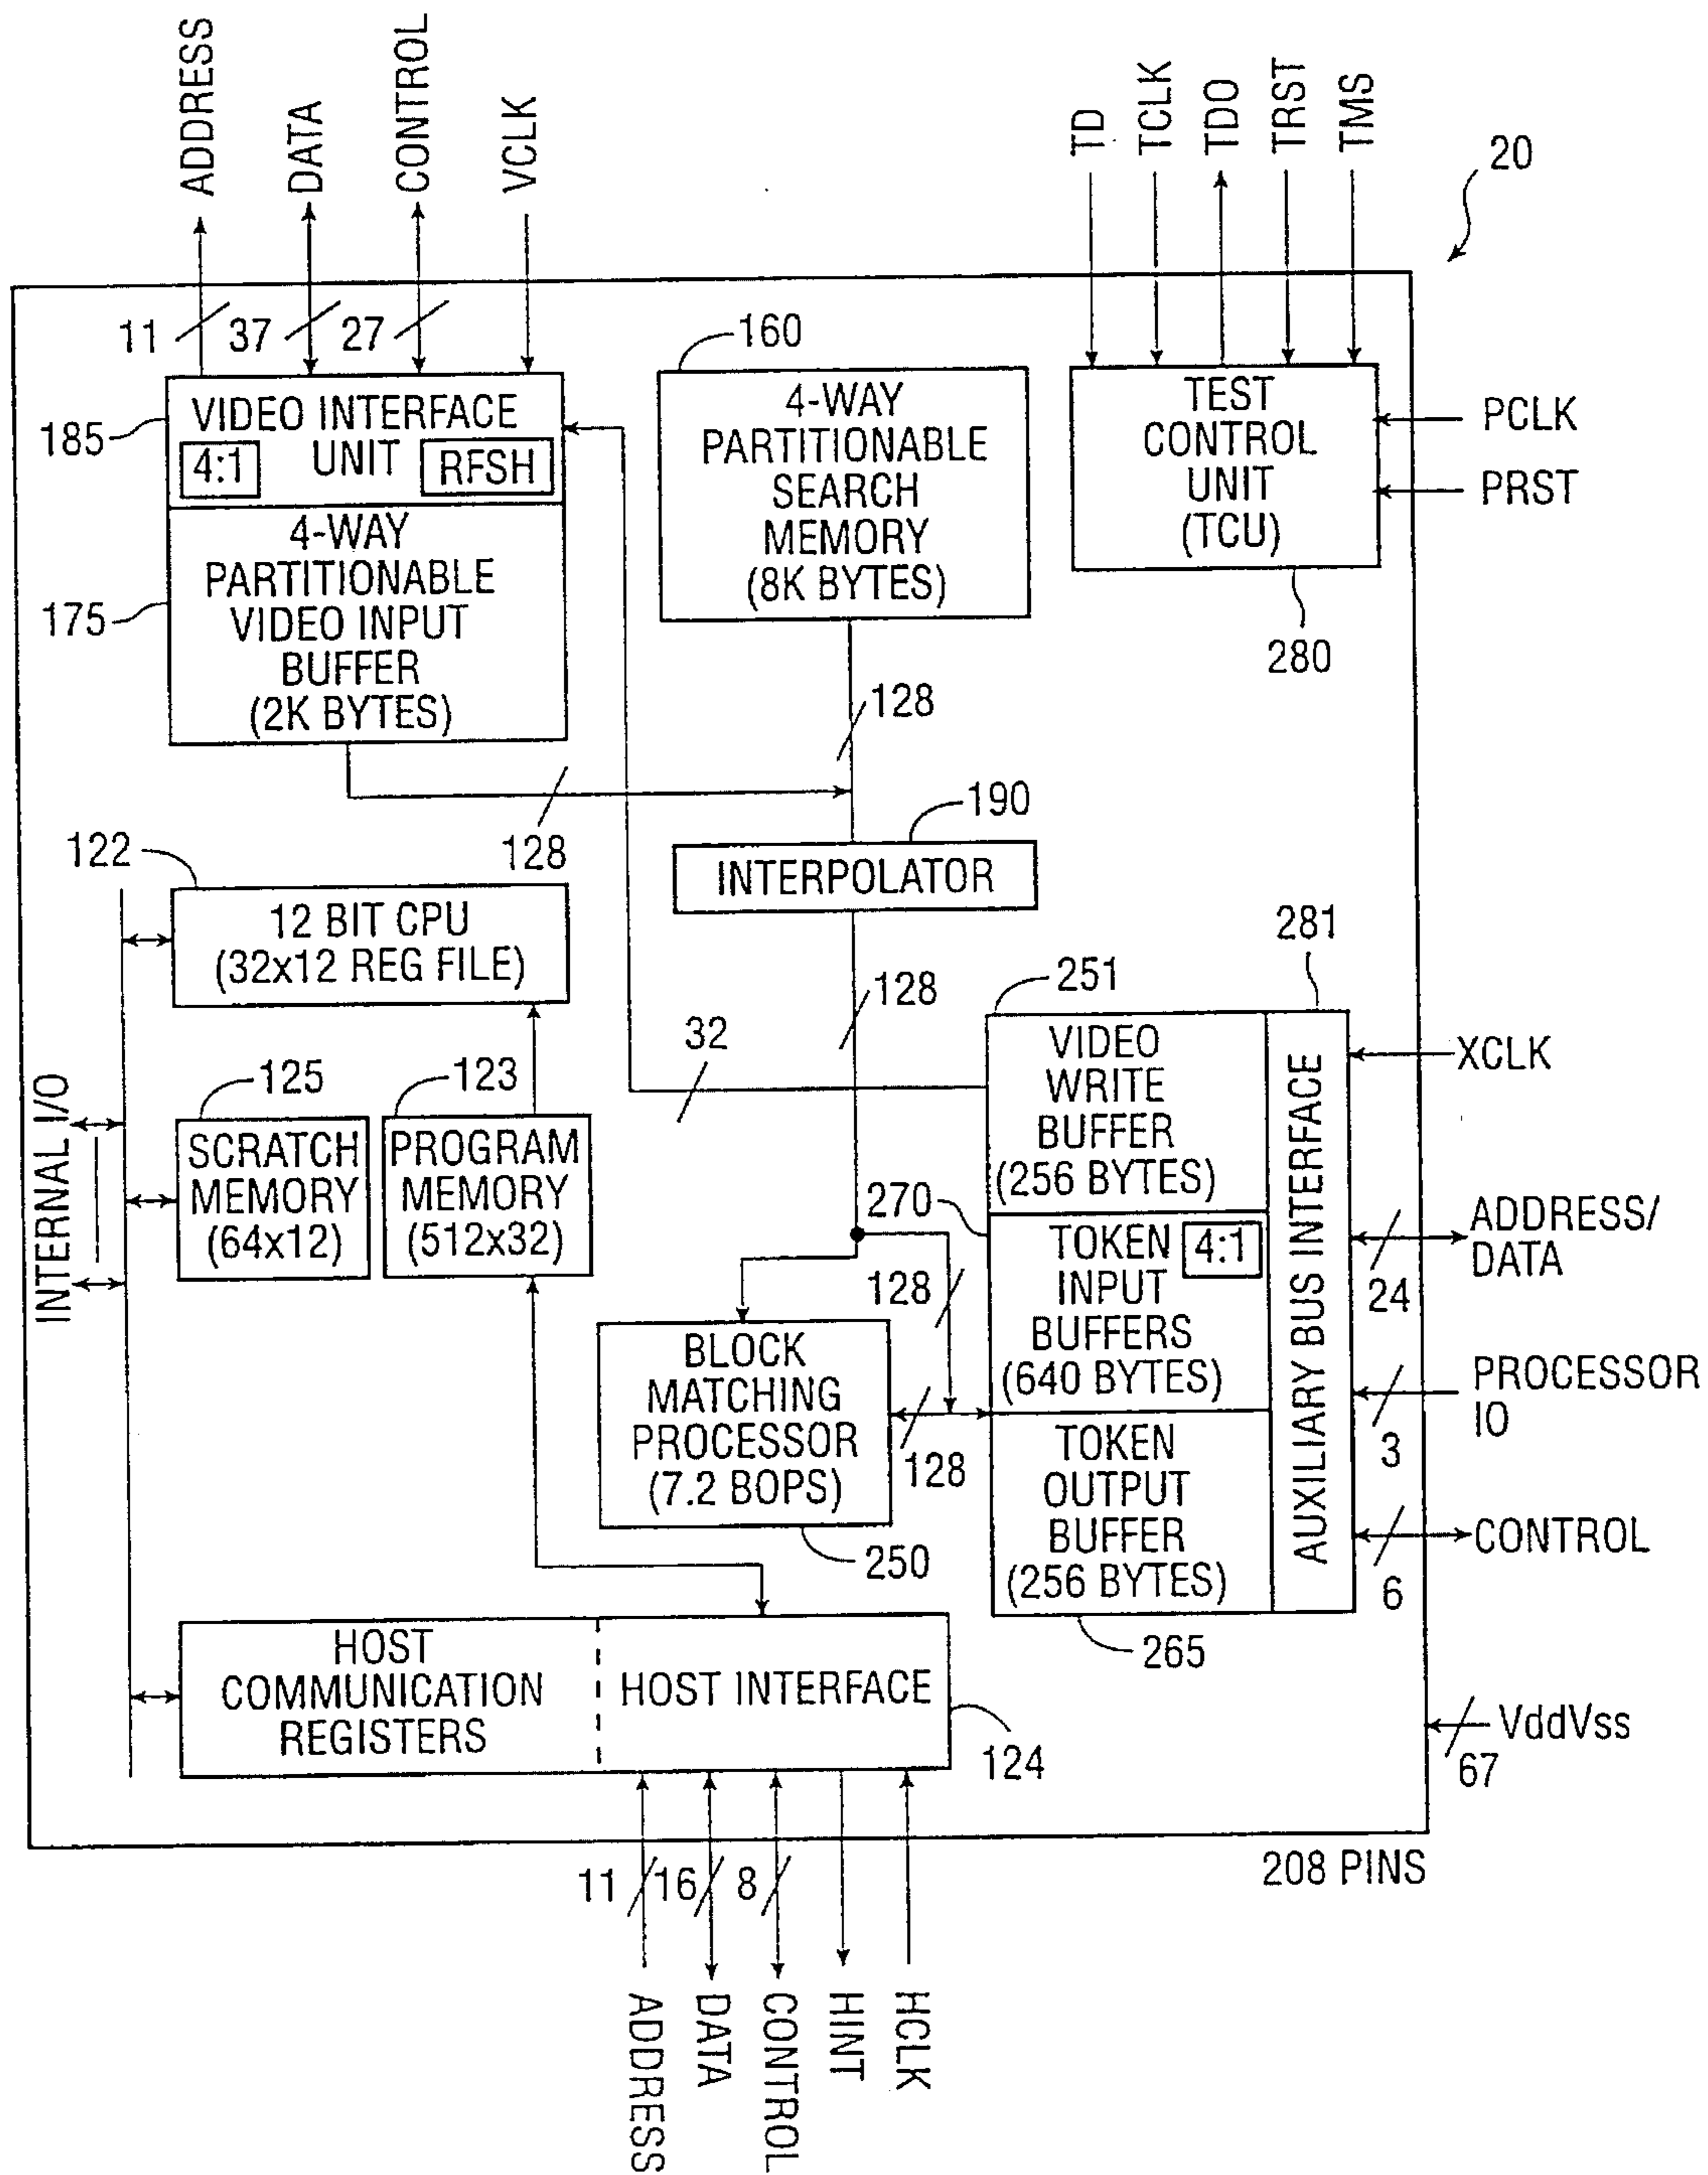 ADDRESS
DATA
CONTROL
VCLK
TD
TCLK
TDO
TRST
TMS
20
11
37
27
160
185
VIDEO INTERFACE
UNIT
4:1
RFSH
4-WAY
PARTITIONABLE
SEARCH
MEMORY
(8K BYTES)
TEST
CONTROL
UNIT
(TCU)
PCLK
PRST
280
175
4-WAY
PARTITIONABLE
VIDEO INPUT
BUFFER
(2K BYTES)
128
128
190
INTERPOLATOR
122
12 BIT CPU
(32x12 REG FILE)
128
32
281
251
VIDEO
WRITE
BUFFER
(256 BYTES)
XCLK
INTERNAL I/O
125
SCRATCH
MEMORY
(64x12)
123
PROGRAM
MEMORY
(512x32)
270
TOKEN
INPUT
BUFFERS
(640 BYTES)
4:1
AUXILIARY BUS INTERFACE
ADDRESS/
DATA
24
128
BLOCK
MATCHING
PROCESSOR
(7.2 BOPS)
250
128
PROCESSOR
IO
3
TOKEN
OUTPUT
BUFFER
(256 BYTES)
265
CONTROL
6
HOST
COMMUNICATION
REGISTERS
HOST INTERFACE
124
VddVss
67
208 PINS
11
16
8
ADDRESS
DATA
CONTROL
HINT
HCLK